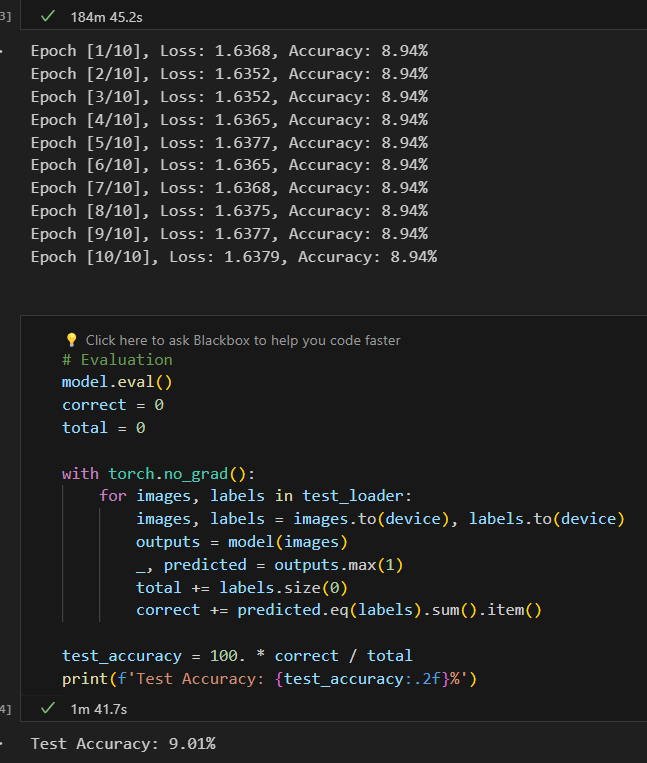 3]
184m 45.2s
Epoch [1/10], Loss: 1.6368, Accuracy: 8.94%
Epoch [2/10], Loss: 1.6352, Accuracy: 8.94%
Epoch [3/10], Loss: 1.6352, Accuracy: 8.94%
Epoch [4/10], Loss: 1.6365, Accuracy: 8.94%
Epoch [5/10], Loss: 1.6377, Accuracy: 8.94%
Epoch [6/10], Loss: 1.6365, Accuracy: 8.94%
Epoch [7/10], Loss: 1.6368, Accuracy: 8.94%
Epoch [8/10], Loss: 1.6375, Accuracy: 8.94%
Epoch [9/10], Loss: 1.6377, Accuracy: 8.94%
Epoch [10/10], Loss: 1.6379, Accuracy: 8.94%
Click here to ask Blackbox to help you code faster
# Evaluation
model.eval()
correct = 0
total = 0
with torch.no_grad():
for images, labels in test_loader:
images, labels = images.to(device), labels.to(device)
outputs = model(images)
_, predicted = outputs.max(1)
total += labels.size(0)
correct += predicted.eq(labels).sum().item()
test_accuracy = 100. * correct / total
print(f'Test Accuracy: {test_accuracy:.2f}%')
4]
1m 41.7s
Test Accuracy: 9.01%